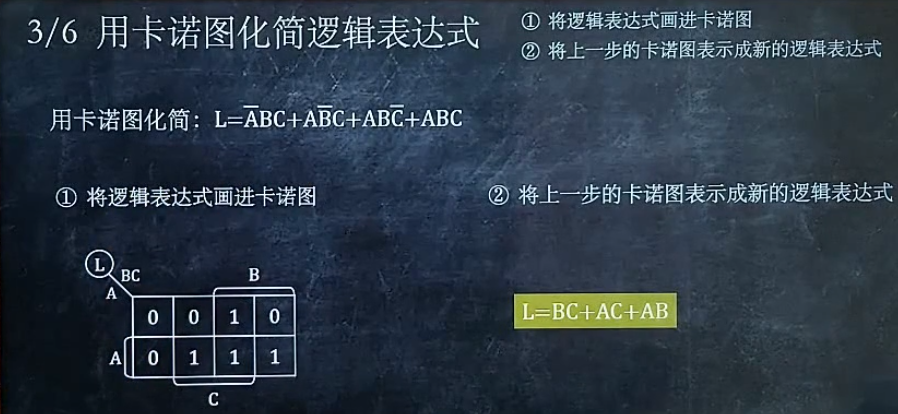 3/6 用卡诺图化简逻辑表达式
① 将逻辑表达式画进卡诺图
② 将上一步的卡诺图表示成新的逻辑表达式
用卡诺图化简：L=A̅BC+AB̅C+ABC̅+ABC
① 将逻辑表达式画进卡诺图
② 将上一步的卡诺图表示成新的逻辑表达式
L
BC
B
A
0 0 1 0
A 0 1 1 1
C
L=BC+AC+AB